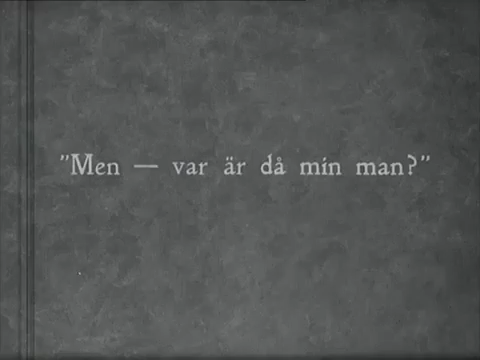 "Men — var är då min man?"